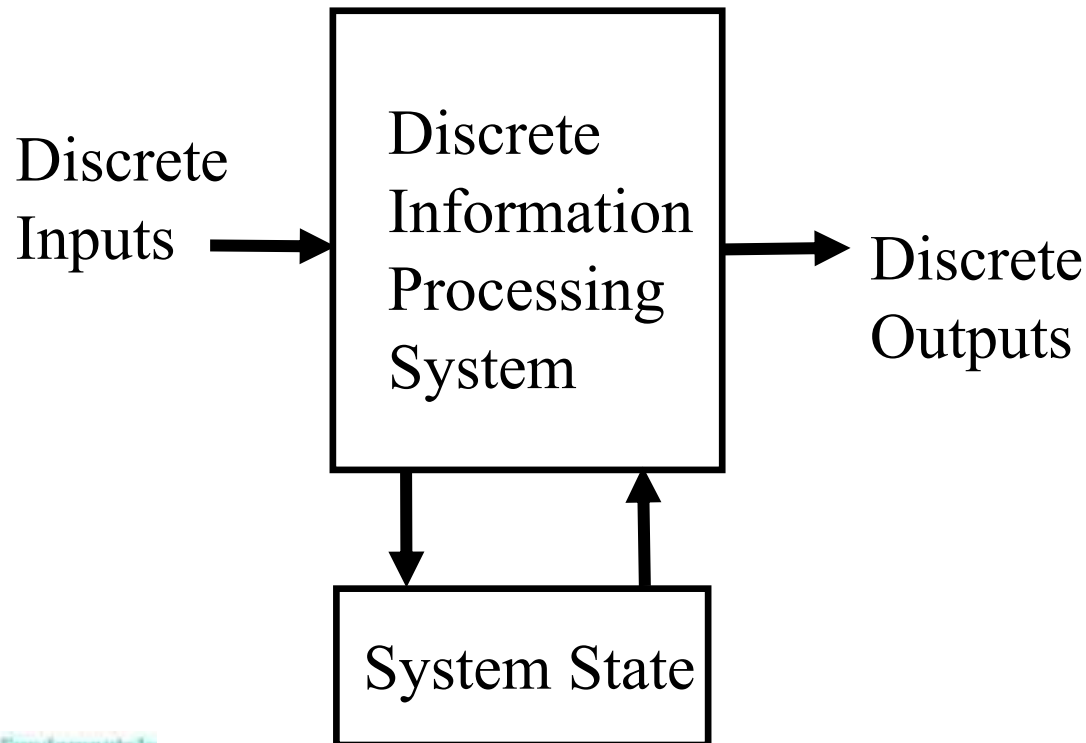 Discrete
Inputs
Discrete
Information
Processing
System
Discrete
Outputs
System State